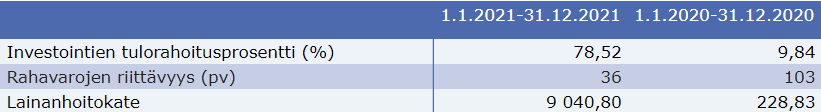 1.1.2021-31.12.2021 1.1.2020-31.12.2020
Investointien tulorahoitusprosentti (%) 78,52 9,84
Rahavarojen riittävyys (pv) 36 103
Lainanhoitokate 9 040,80 228,83